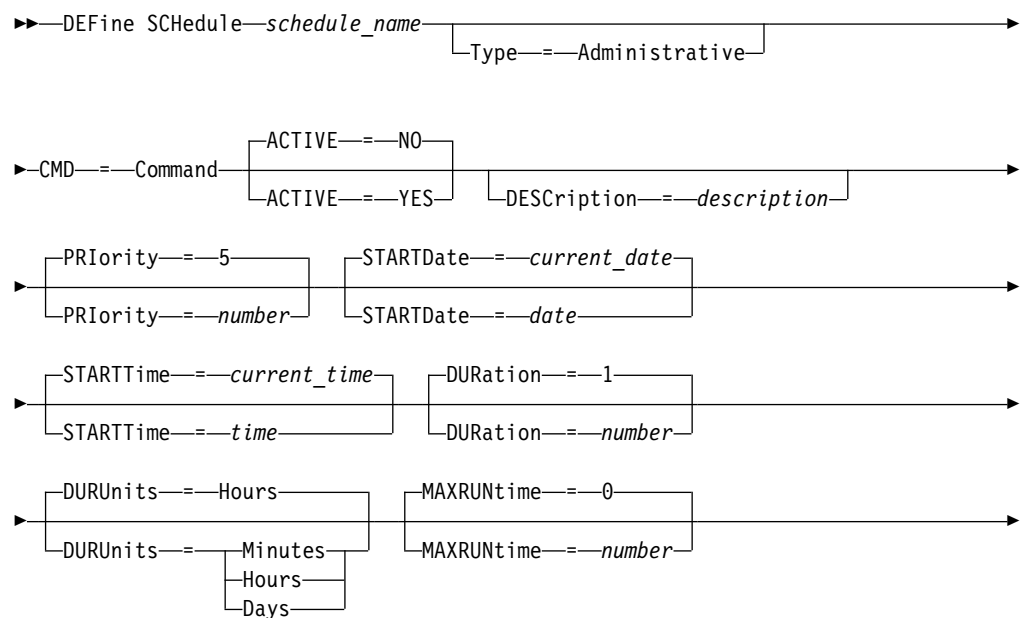 DEFine SCHedule schedule_name
Type = Administrative
CMD = Command ACTIVE = NO
ACTIVE = YES
DESCription = description
PRIority = 5 STARTDate = current_date
PRIority = number STARTDate = date
STARTTime = current_time DURation = 1
STARTTime = time DURation = number
DURUnits = Hours MAXRUNtime = 0
DURUnits = Minutes MAXRUNtime = number
Hours
Days